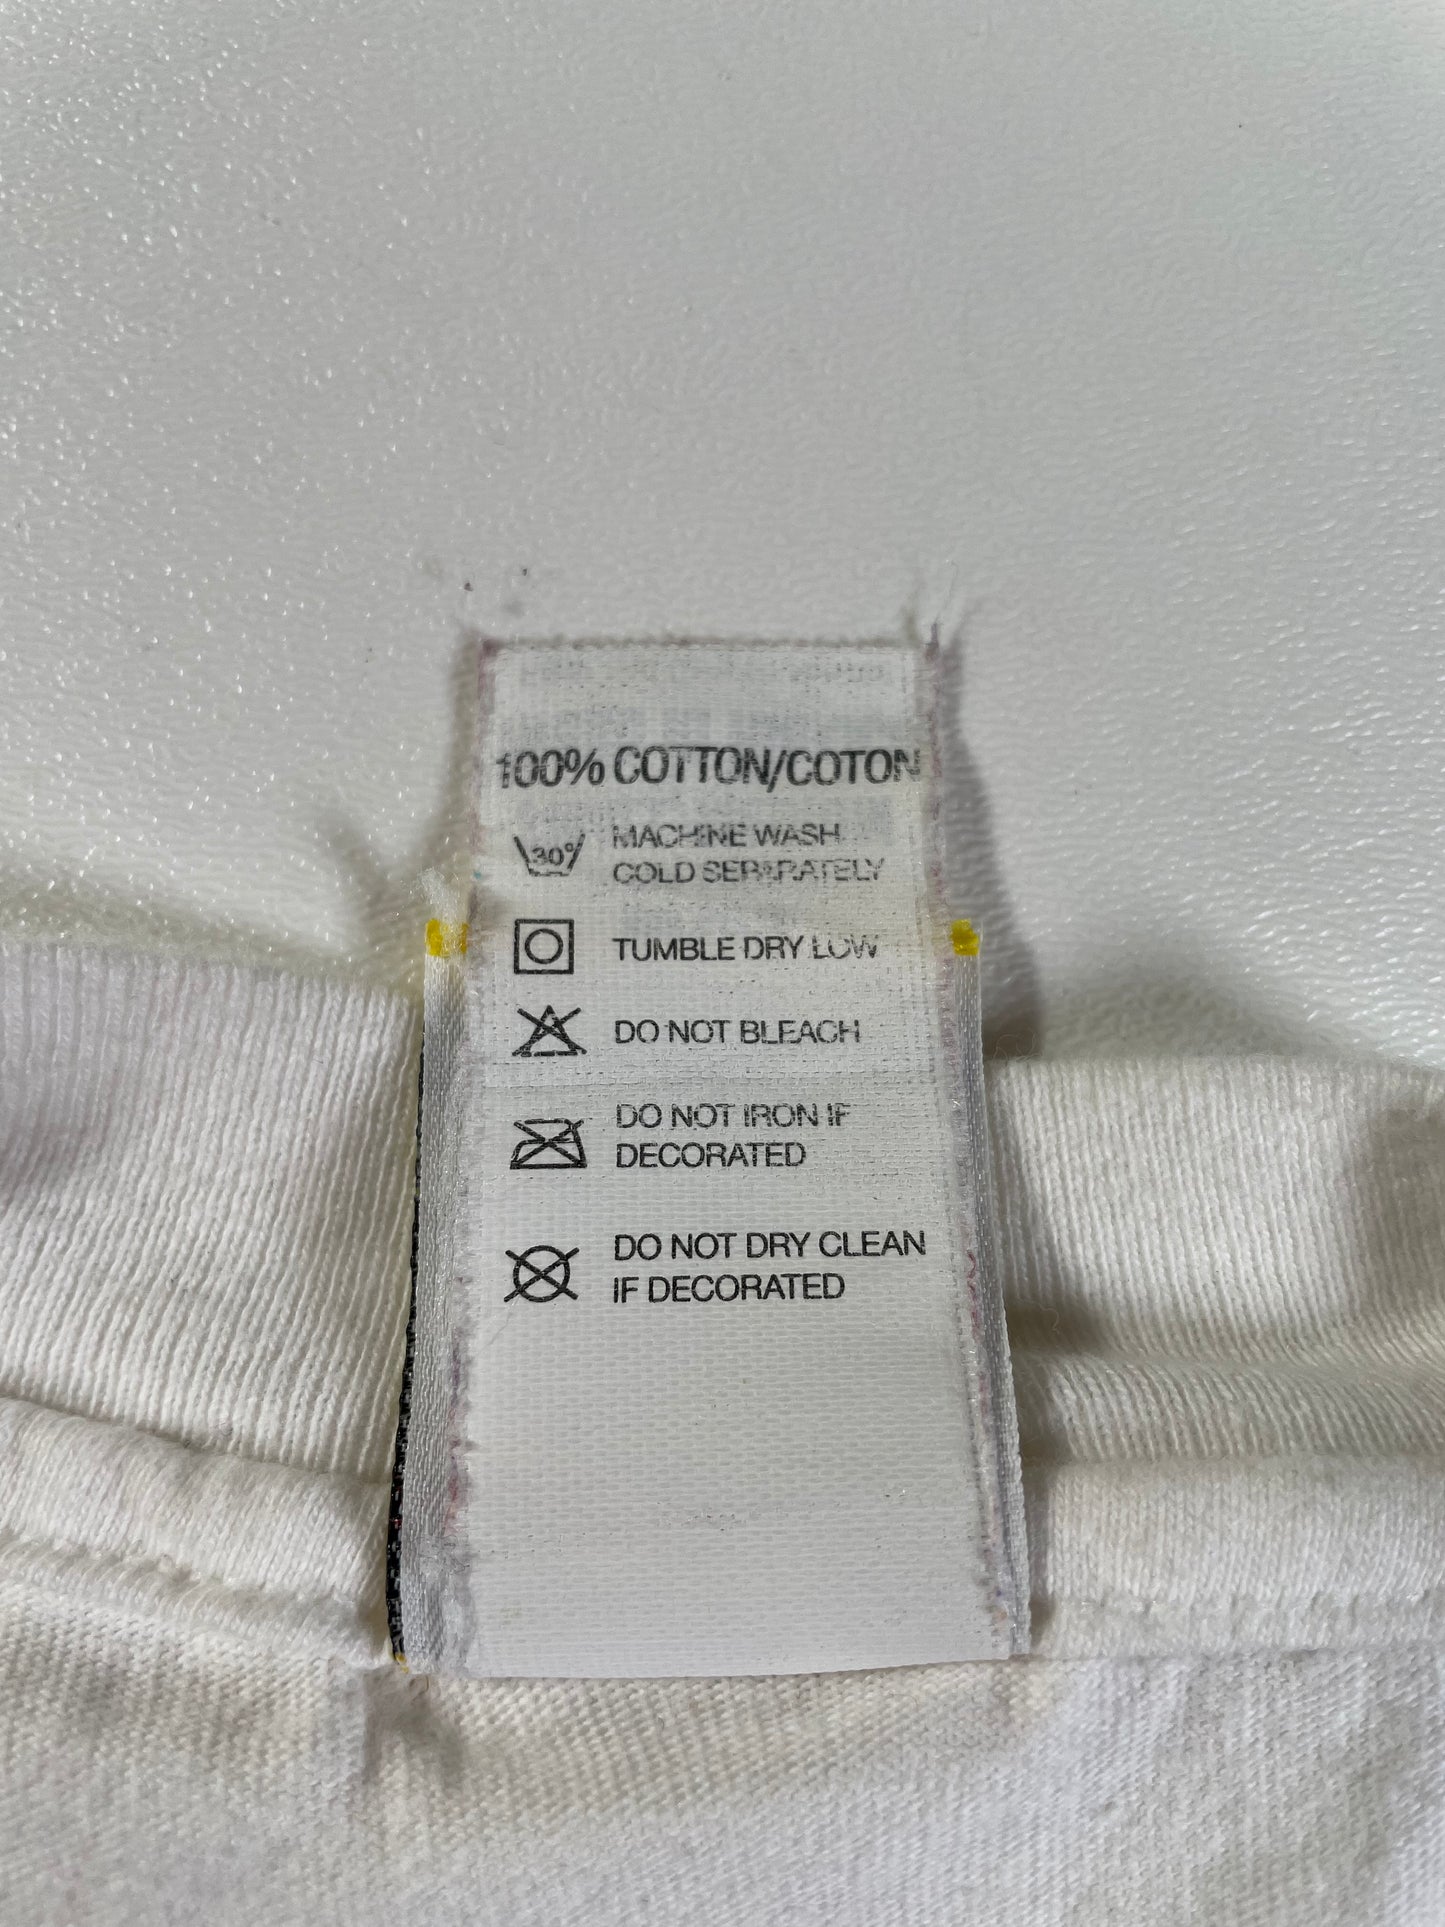 100% COTTON/COTON
30° MACHINE WASH
COLD SEPARATELY
TUMBLE DRY LOW
DO NOT BLEACH
DO NOT IRON IF
DECORATED
DO NOT DRY CLEAN
IF DECORATED